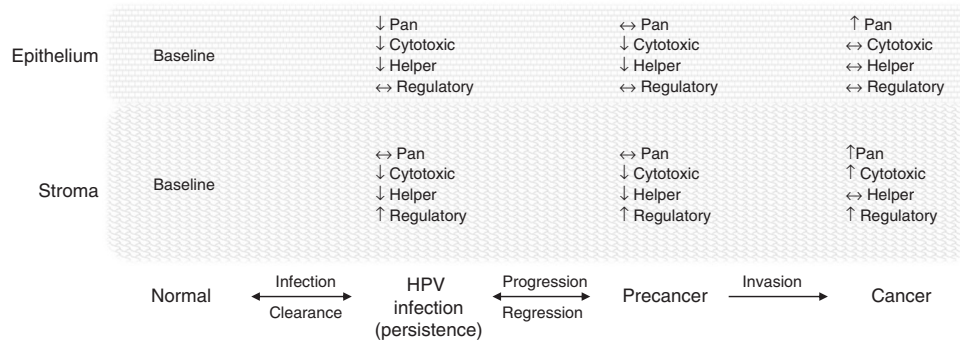 Epithelium
Baseline
↓ Pan
↓ Cytotoxic
↓ Helper
↔ Regulatory
↔ Pan
↓ Cytotoxic
↓ Helper
↔ Regulatory
↑ Pan
↔ Cytotoxic
↔ Helper
↔ Regulatory
Stroma
Baseline
↔ Pan
↓ Cytotoxic
↓ Helper
↑ Regulatory
↔ Pan
↓ Cytotoxic
↓ Helper
↑ Regulatory
↑Pan
↑ Cytotoxic
↔ Helper
↑ Regulatory
Normal
Infection
Clearance
HPV
infection
(persistence)
Progression
Regression
Precancer
Invasion
Cancer